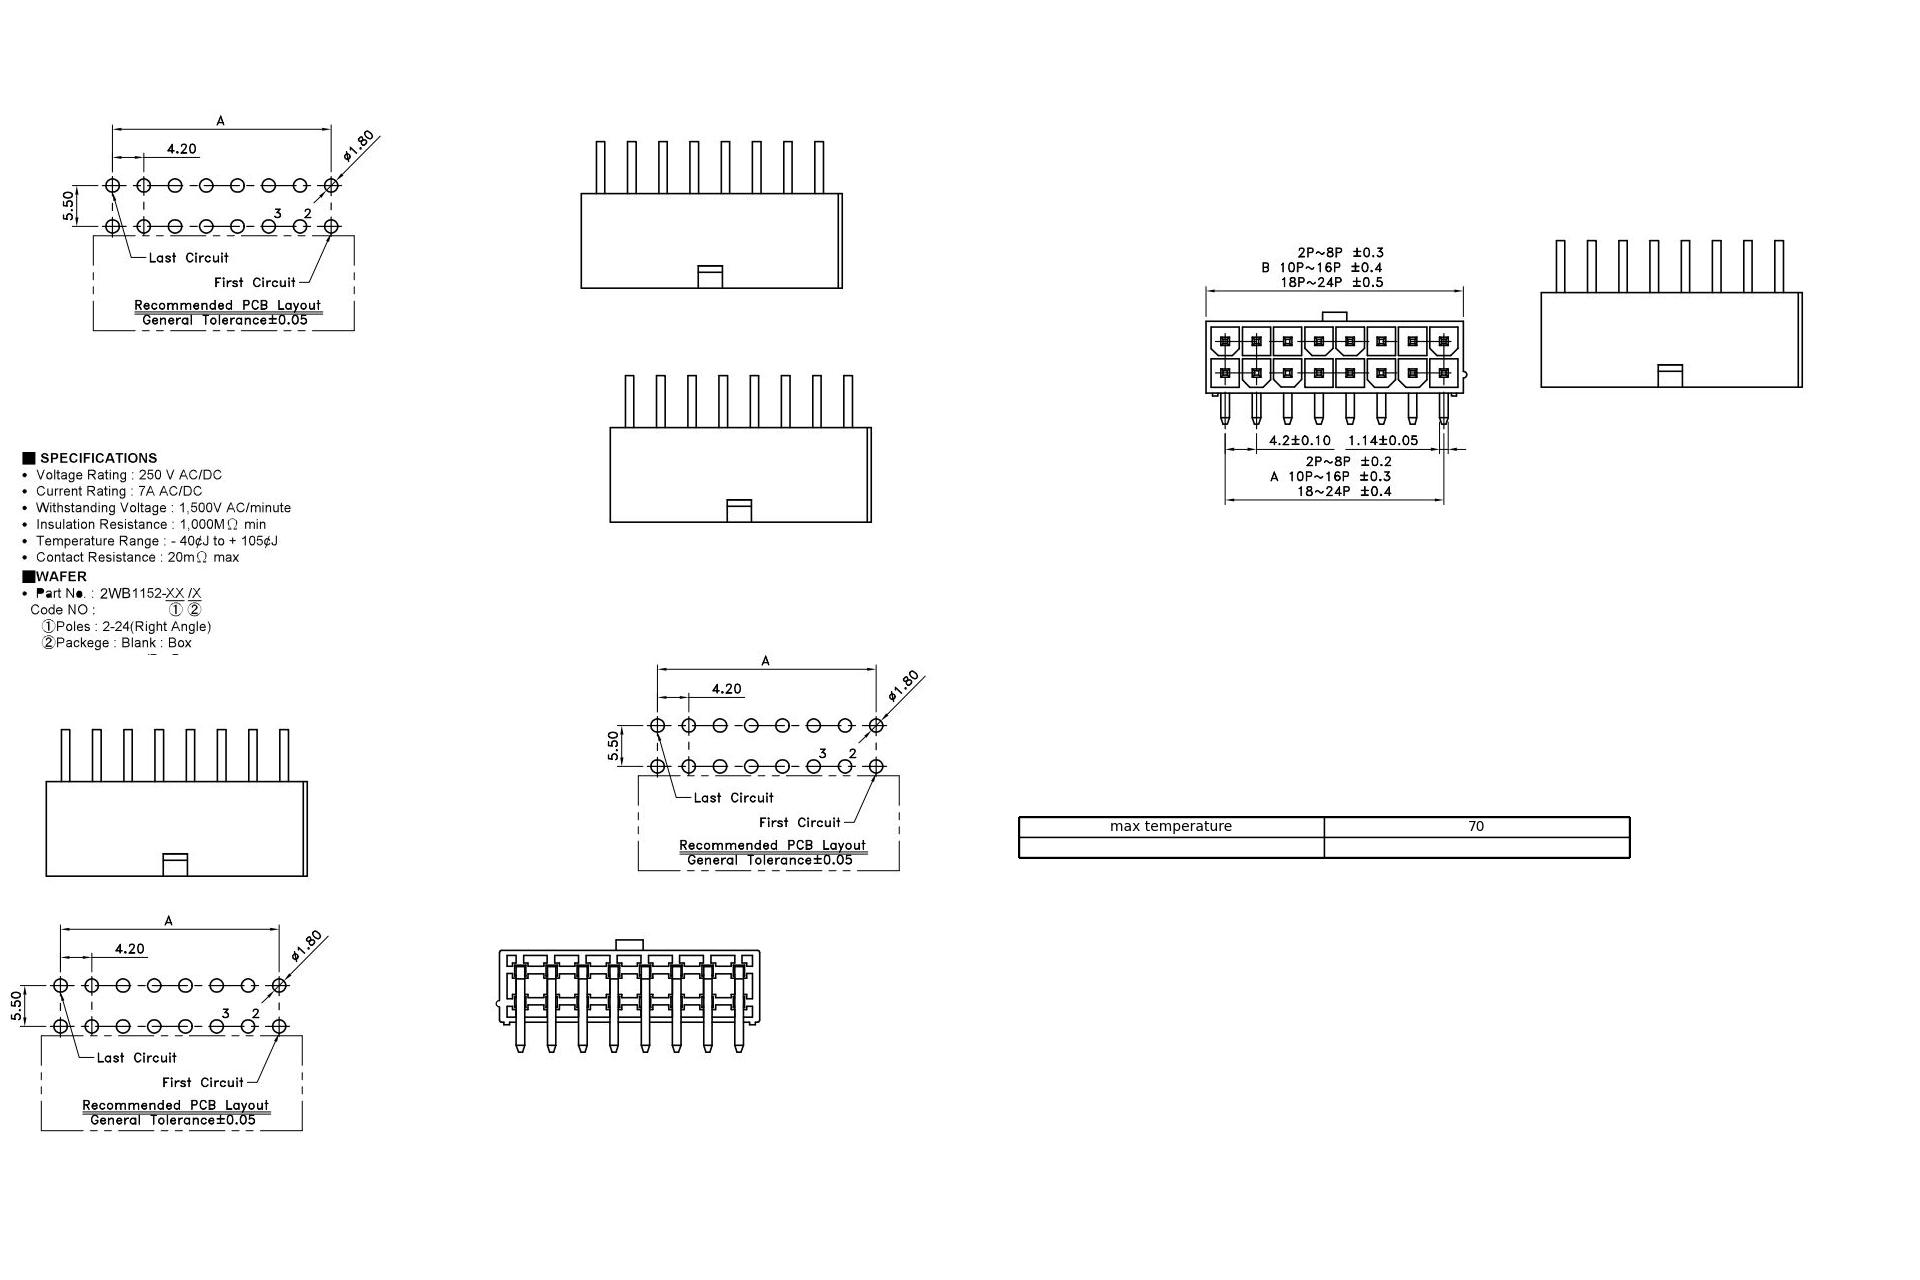 A
4.20
ø1.80
5.50
3 2
Last Circuit
First Circuit
Recommended PCB Layout
General Tolerance±0.05
2P~8P ±0.3
B 10P~16P ±0.4
18P~24P ±0.5
4.2±0.10 1.14±0.05
2P~8P ±0.2
A 10P~16P ±0.3
18~24P ±0.4
■ SPECIFICATIONS
• Voltage Rating : 250 V AC/DC
• Current Rating : 7A AC/DC
• Withstanding Voltage : 1,500V AC/minute
• Insulation Resistance : 1,000MΩ min
• Temperature Range : - 40¢J to + 105¢J
• Contact Resistance : 20mΩ max
■WAFER
• Part No. : 2WB1152-XX /X
Code NO : ① ②
①Poles : 2-24(Right Angle)
②Packege : Blank : Box
A
4.20
ø1.80
5.50
3 2
Last Circuit
First Circuit
Recommended PCB Layout
General Tolerance±0.05
max temperature 70
A
4.20
ø1.80
5.50
3 2
Last Circuit
First Circuit
Recommended PCB Layout
General Tolerance±0.05